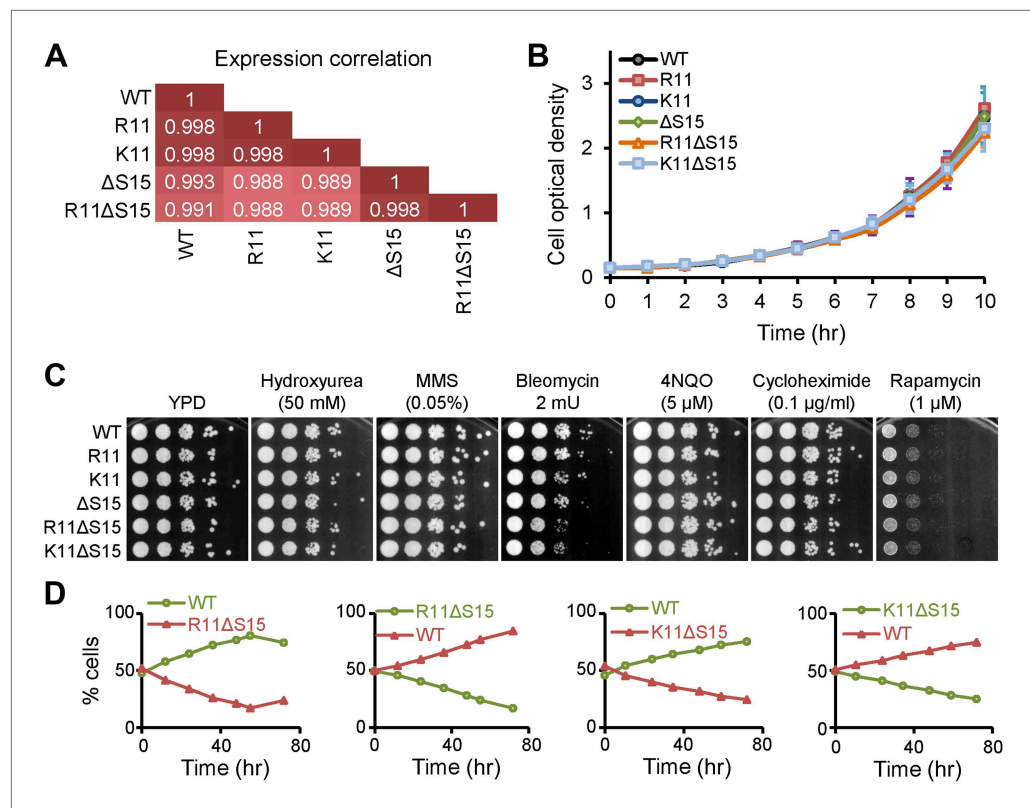 A
Expression correlation
WT 1
R11 0.998 1
K11 0.998 0.998 1
ΔS15 0.993 0.988 0.989 1
R11ΔS15 0.991 0.988 0.989 0.998 1
WT R11 K11 ΔS15 R11ΔS15
B
WT
R11
K11
ΔS15
R11ΔS15
K11ΔS15
Cell optical density
3
2
1
0
0 1 2 3 4 5 6 7 8 9 10
Time (hr)
C
YPD
Hydroxyurea
(50 mM)
MMS
(0.05%)
Bleomycin
2 mU
4NQO
(5 µM)
Cycloheximide
(0.1 µg/ml)
Rapamycin
(1 µM)
WT
R11
K11
ΔS15
R11ΔS15
K11ΔS15
D
% cells
100
50
0
WT
R11ΔS15
0 40 80
Time (hr)
100
50
0
R11ΔS15
WT
0 40 80
Time (hr)
100
50
0
WT
K11ΔS15
0 40 80
Time (hr)
100
50
0
K11ΔS15
WT
0 40 80
Time (hr)